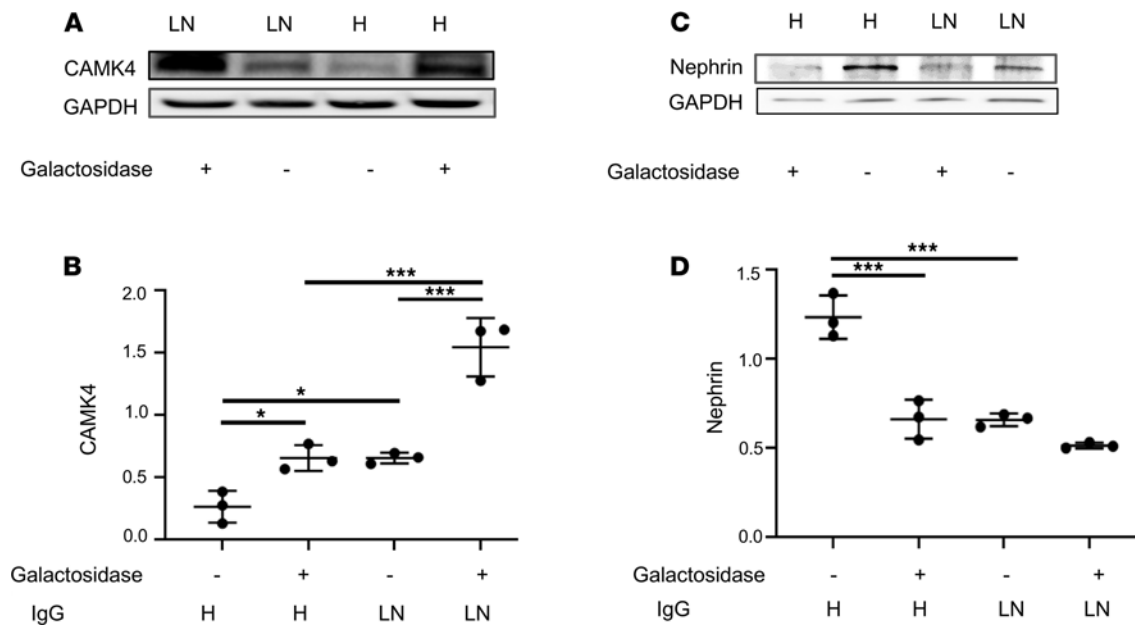 A
LN LN H H
CAMK4
GAPDH
Galactosidase + - - +
C
H H LN LN
Nephrin
GAPDH
Galactosidase + - + -
B
CAMK4
2.0
1.5
1.0
0.5
0.0
***
***
*
*
Galactosidase - + - +
IgG H H LN LN
D
Nephrin
1.5
1.0
0.5
0.0
***
***
Galactosidase - + - +
IgG H H LN LN